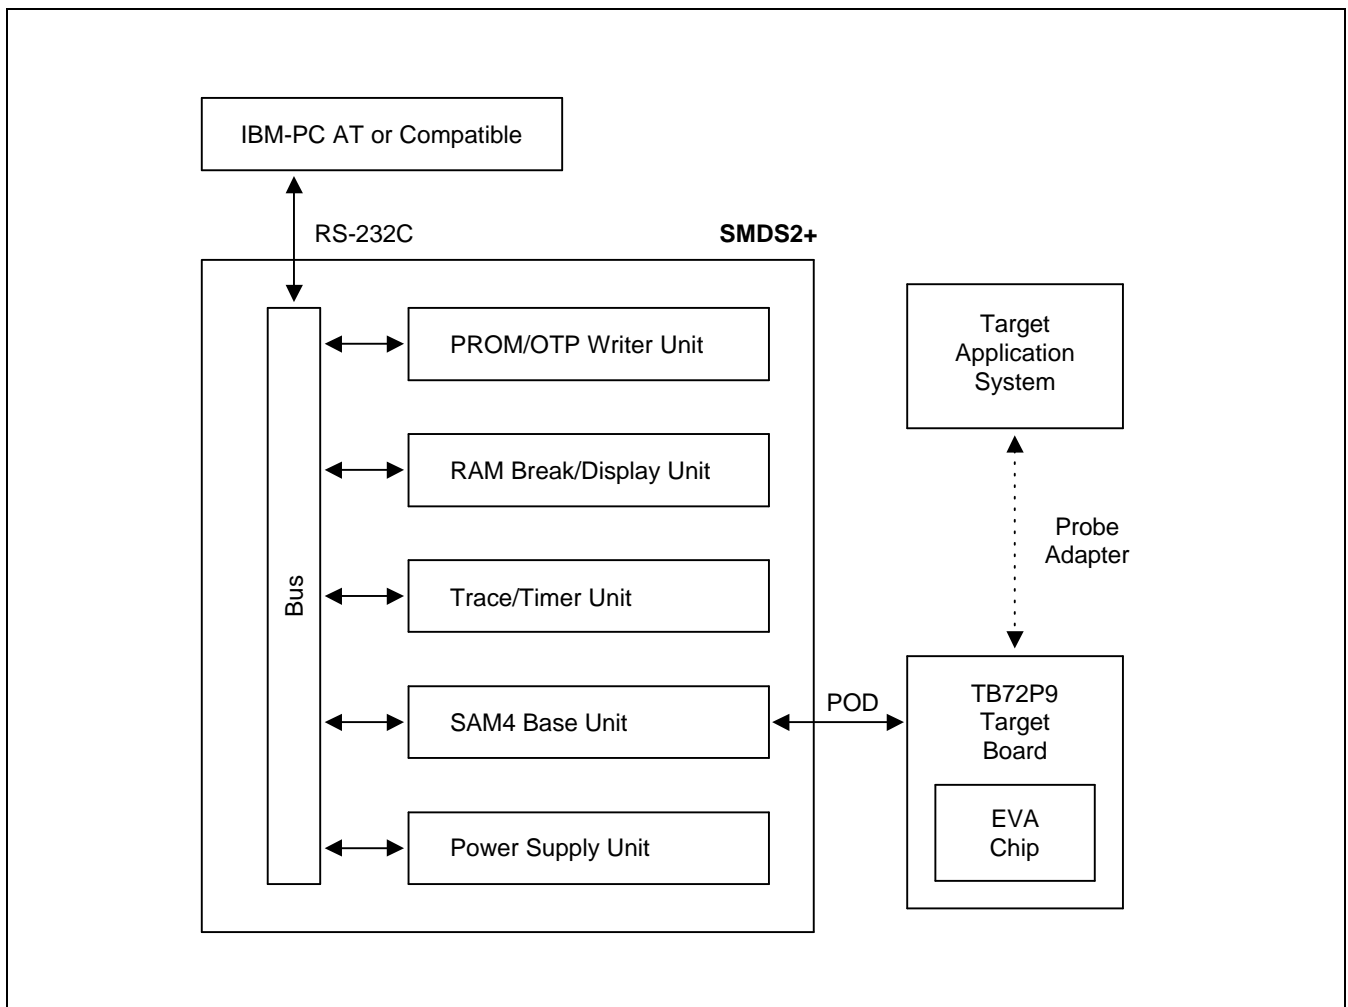 IBM-PC AT or Compatible
RS-232C
SMDS2+
Bus
PROM/OTP Writer Unit
RAM Break/Display Unit
Trace/Timer Unit
SAM4 Base Unit
Power Supply Unit
POD
Target
Application
System
Probe
Adapter
TB72P9
Target
Board
EVA
Chip